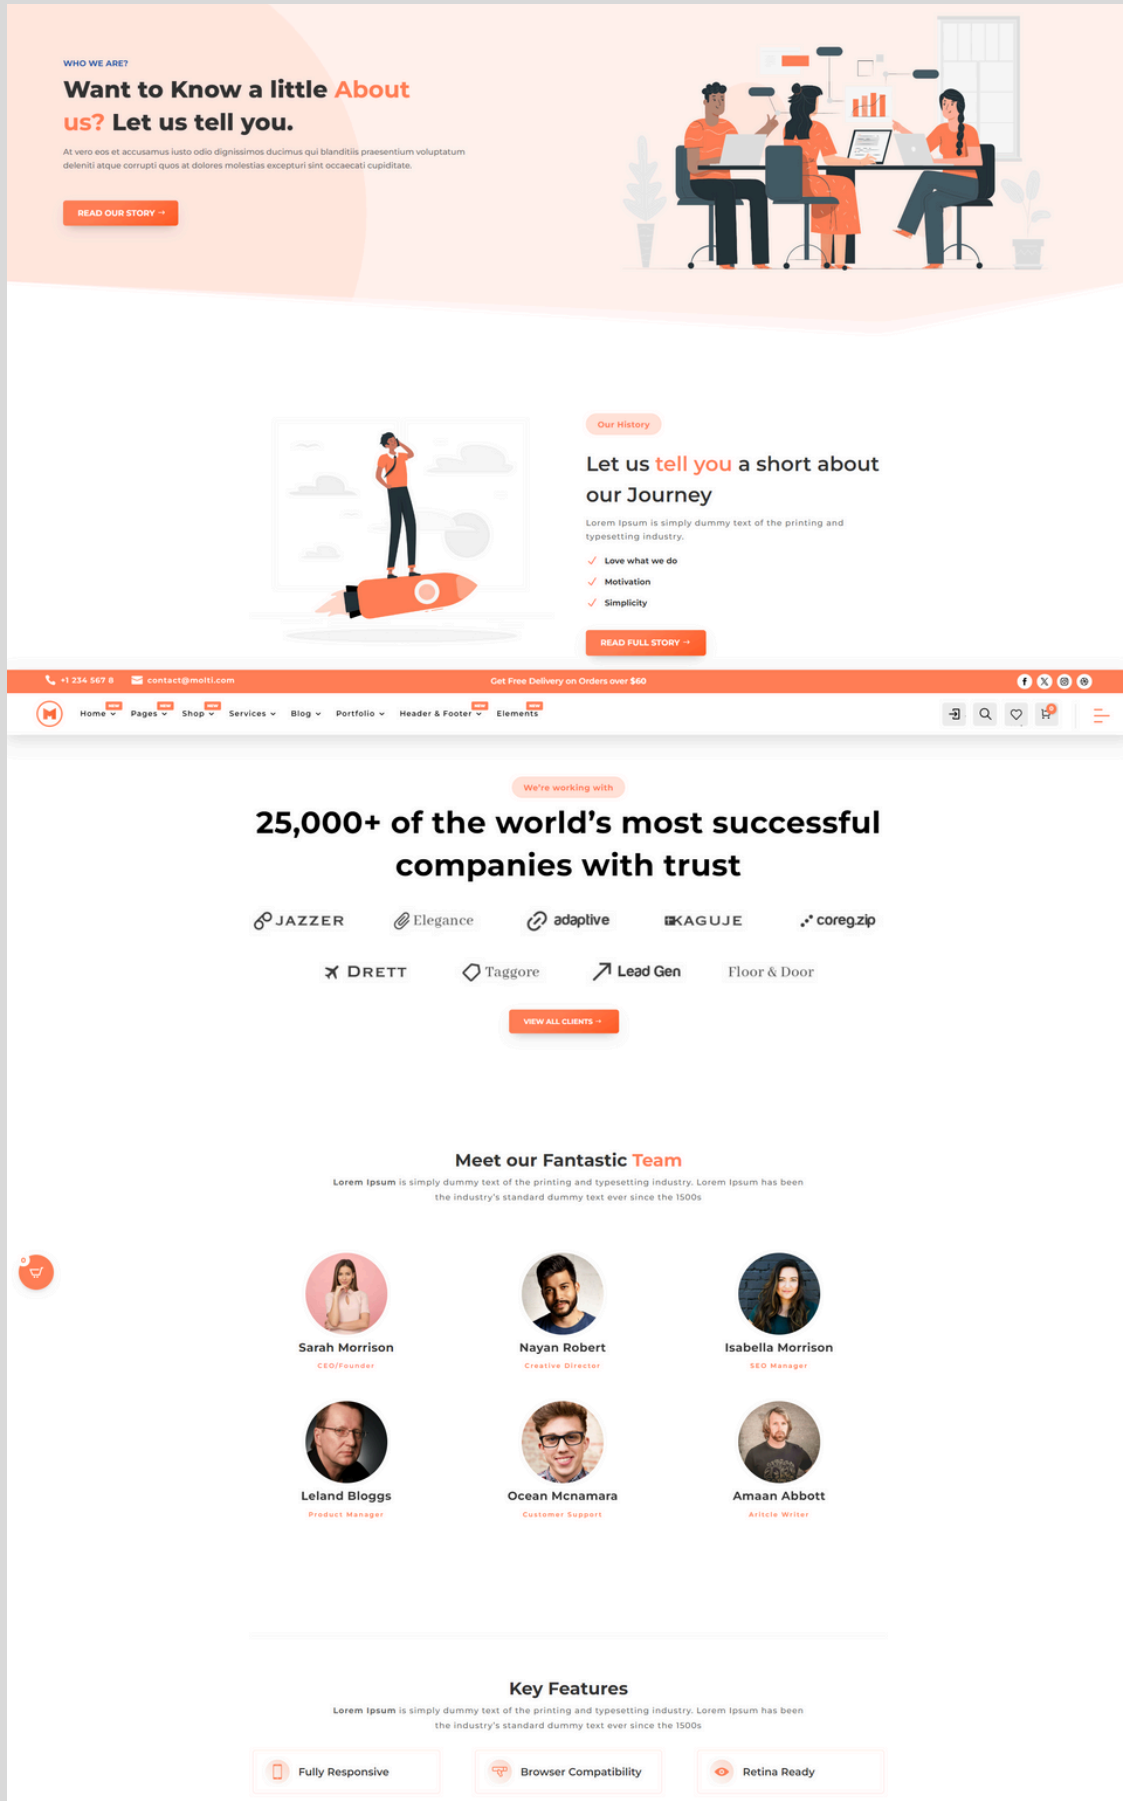 WHO WE ARE?
Want to Know a little About
us? Let us tell you.
At vero eos et accusamus iusto odio dignissimos ducimus qui blanditiis praesentium voluptatum
deleniti atque corrupti quos at dolores molestias excepturi sint occaecati cupiditate.
READ OUR STORY →
Our History
Let us tell you a short about
our Journey
Lorem Ipsum is simply dummy text of the printing and
typesetting industry.
Love what we do
Motivation
Simplicity
READ FULL STORY →
+1 234 567 8 contact@molti.com Get Free Delivery on Orders over $60
NEW NEW NEW NEW NEW
M Home Pages Shop Services Blog Portfolio Header & Footer Elements 0
We're working with
25,000+ of the world's most successful
companies with trust
JAZZER Elegance adaptive KAGUJE coreg.zip
DRETT Taggore Lead Gen Floor & Door
VIEW ALL CLIENTS →
Meet our Fantastic Team
Lorem Ipsum is simply dummy text of the printing and typesetting industry. Lorem Ipsum has been
the industry's standard dummy text ever since the 1500s
0
Sarah Morrison Nayan Robert Isabella Morrison
CEO/Founder Creative Director SEO Manager
Leland Bloggs Ocean Mcnamara Amaan Abbott
Product Manager Customer Support Aritcle Writer
Key Features
Lorem Ipsum is simply dummy text of the printing and typesetting industry. Lorem Ipsum has been
the industry's standard dummy text ever since the 1500s
Fully Responsive Browser Compatibility Retina Ready